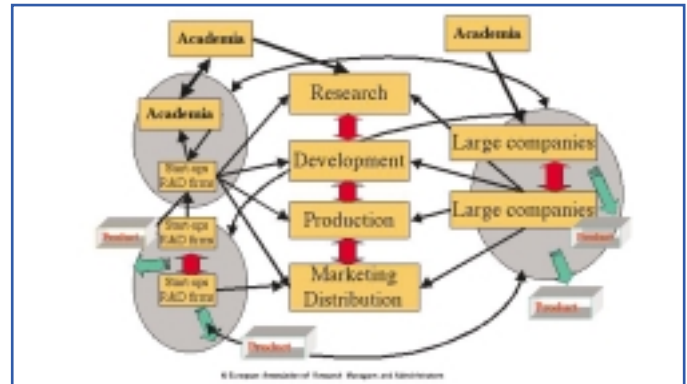 Academia
Academia
Research
Academia
Large companies
Start-ups
R&D firms
Development
Large companies
Product
Start-ups
R&D firms
Production
Product
Start-ups
R&D firms
Marketing
Distribution
Product
Product